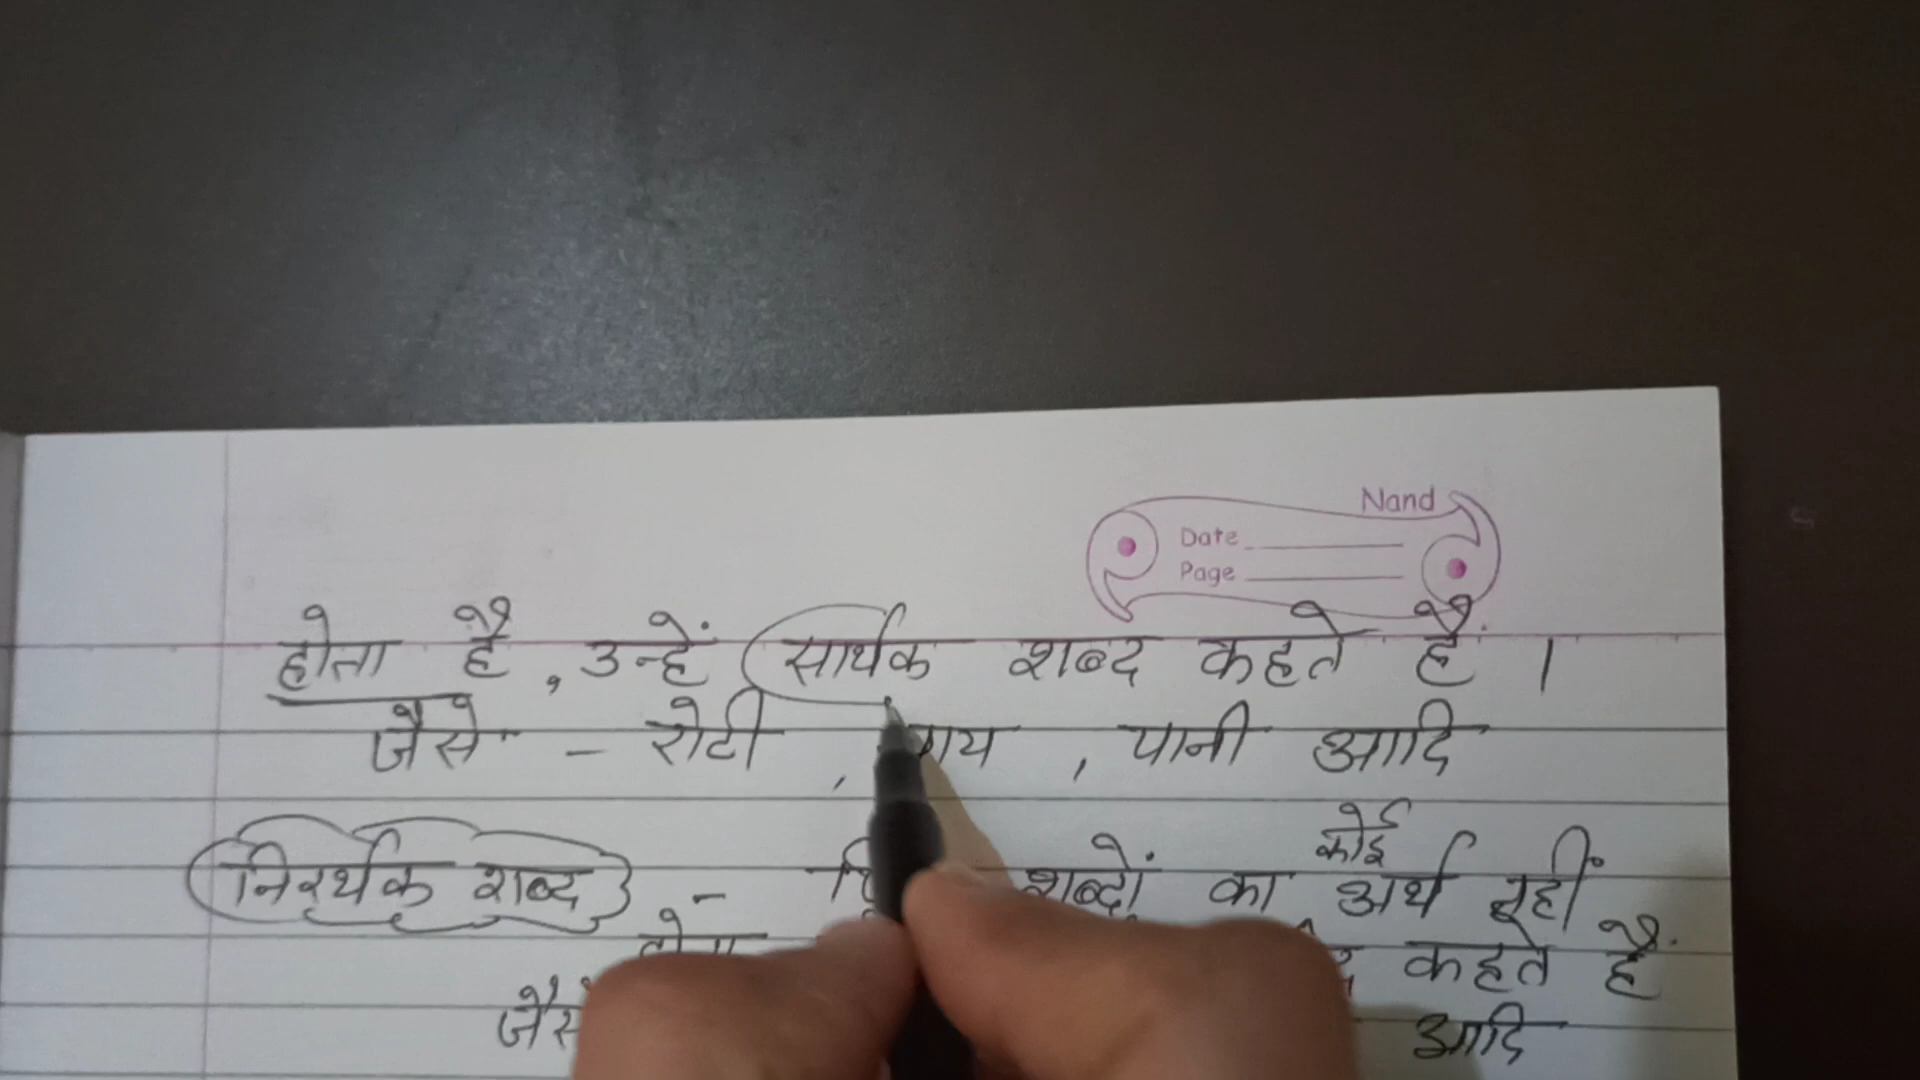 Nand
Date
Page
होता है, उन्हें सार्थक शब्द कहते हैं ।
जैसे - रोटी , , पानी आदि
कोई
निरर्थक शब्द - शब्दों का अर्थ नहीं
कहते हैं
आदि